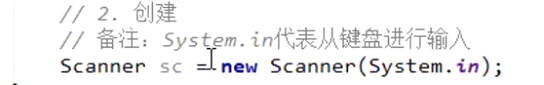 // 2. 创建
// 备注：System.in代表从键盘进行输入
Scanner sc = new Scanner(System.in);